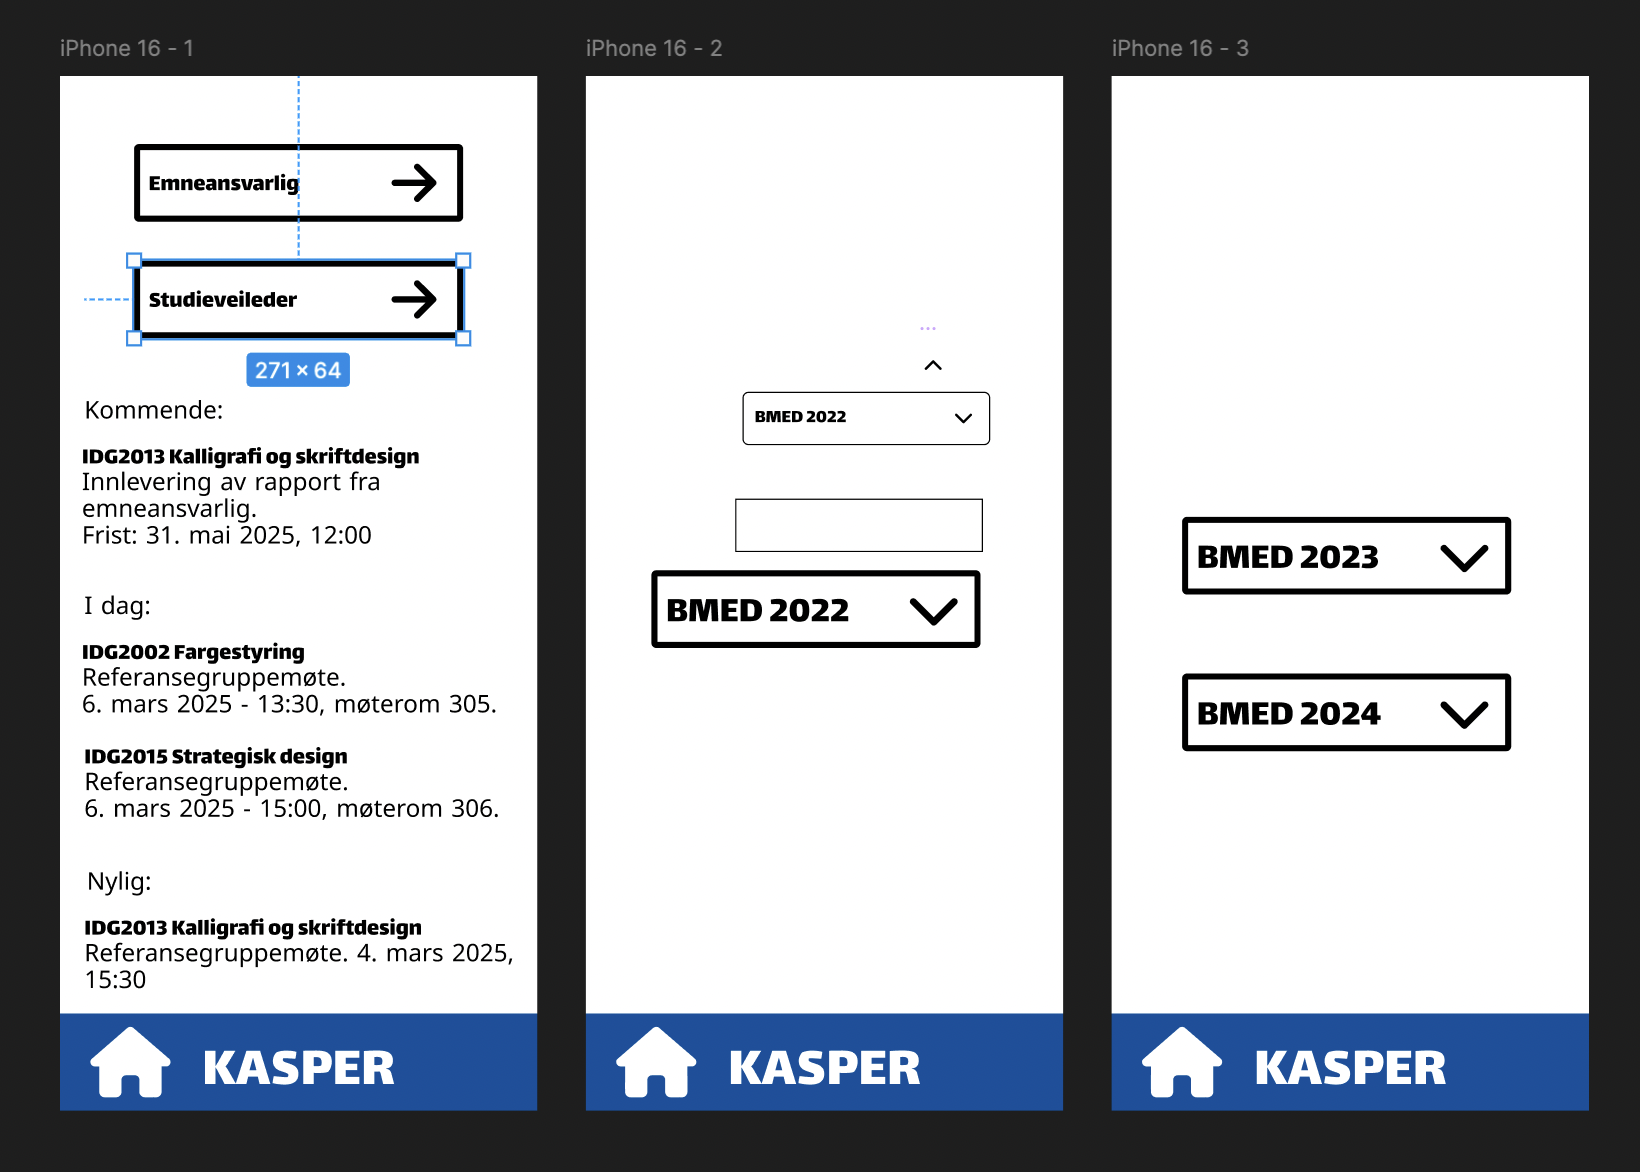 iPhone 16 - 1
Emneansvarlig
Studieveileder
271 × 64
Kommende:
IDG2013 Kalligrafi og skriftdesign
Innlevering av rapport fra
emneansvarlig.
Frist: 31. mai 2025, 12:00
I dag:
IDG2002 Fargestyring
Referansegruppemøte.
6. mars 2025 - 13:30, møterom 305.
IDG2015 Strategisk design
Referansegruppemøte.
6. mars 2025 - 15:00, møterom 306.
Nylig:
IDG2013 Kalligrafi og skriftdesign
Referansegruppemøte. 4. mars 2025,
15:30
KASPER
iPhone 16 - 2
BMED 2022
BMED 2022
KASPER
iPhone 16 - 3
BMED 2023
BMED 2024
KASPER